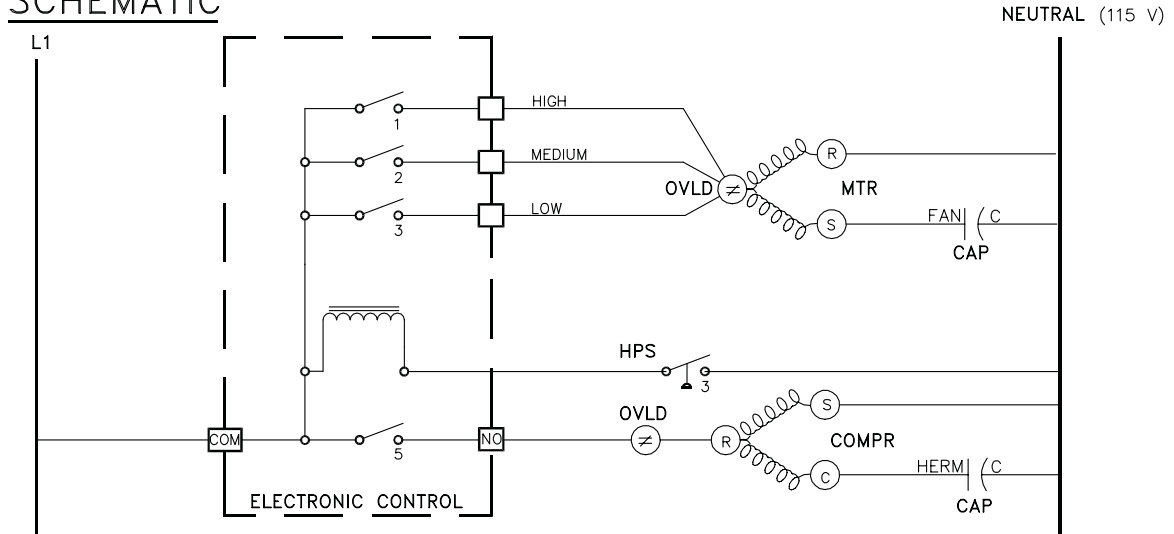 SCHEMATIC
NEUTRAL (115 V)
L1
HIGH
1
MEDIUM
2
LOW
3
OVLD
≠
R
MTR
S
FAN
C
CAP
HPS
3
OVLD
≠
R
S
COMPR
C
HERM
C
CAP
COM
5
NO
ELECTRONIC CONTROL